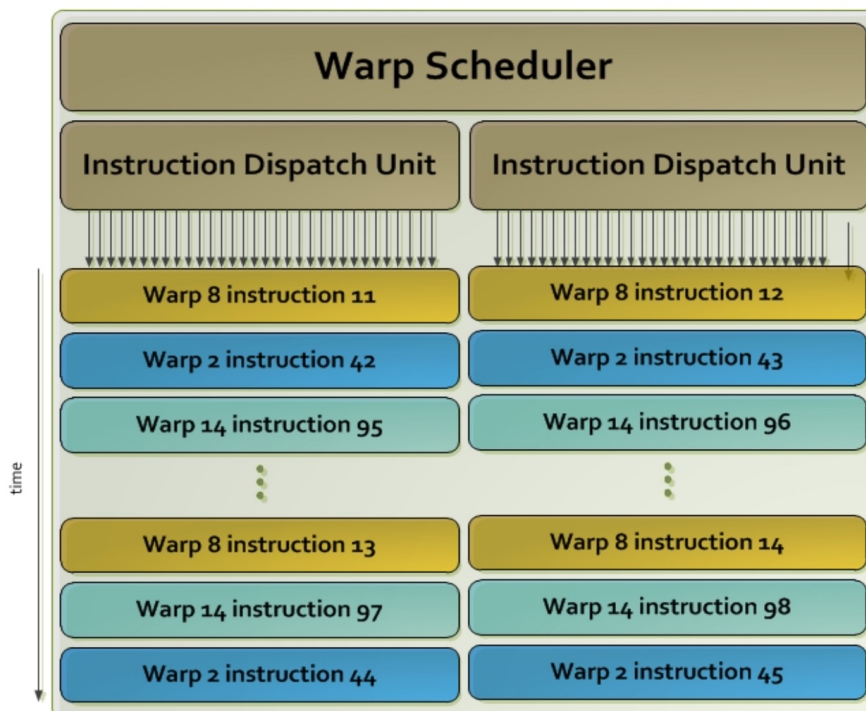 Warp Scheduler
Instruction Dispatch Unit
Instruction Dispatch Unit
Warp 8 instruction 11
Warp 8 instruction 12
Warp 2 instruction 42
Warp 2 instruction 43
Warp 14 instruction 95
Warp 14 instruction 96
time
Warp 8 instruction 13
Warp 8 instruction 14
Warp 14 instruction 97
Warp 14 instruction 98
Warp 2 instruction 44
Warp 2 instruction 45